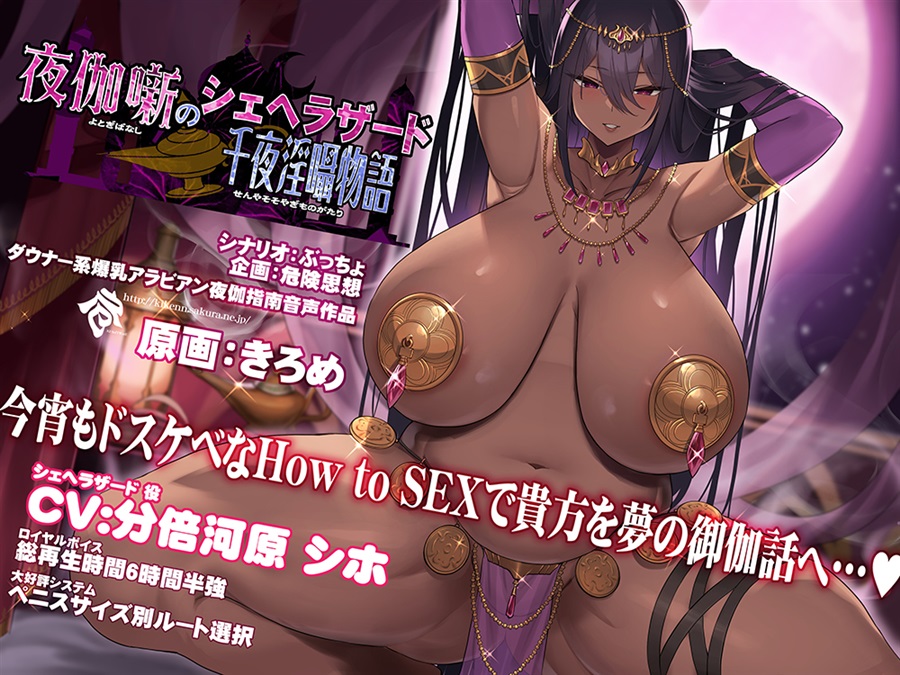 夜伽噺のシェヘラザード
よとぎばなし
千夜淫囁物語
せんやそそやぎものがたり
シナリオ：ぷっちょ
企画：危険思想
ダウナー系爆乳アラビアン夜伽指南音声作品
危
原画：きろめ
今宵もドスケベなHow to SEXで貴方を夢の御伽話へ…♥
シェヘラザード 役
CV:分倍河原 シホ
ロイヤルボイス
総再生時間6時間半強
大好評システム
ペニスサイズ別ルート選択